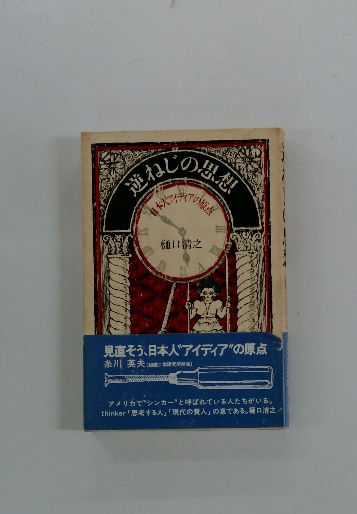 逆ねじの思想
日本人アイディアの原点
樋口清之
見直そう、日本人"アイディア"の原点
糸川 英夫
アメリカで"シンカー"と呼ばれている人たちがいる。
thinker「思考する人」「現代の賢人」の意である。樋口清之